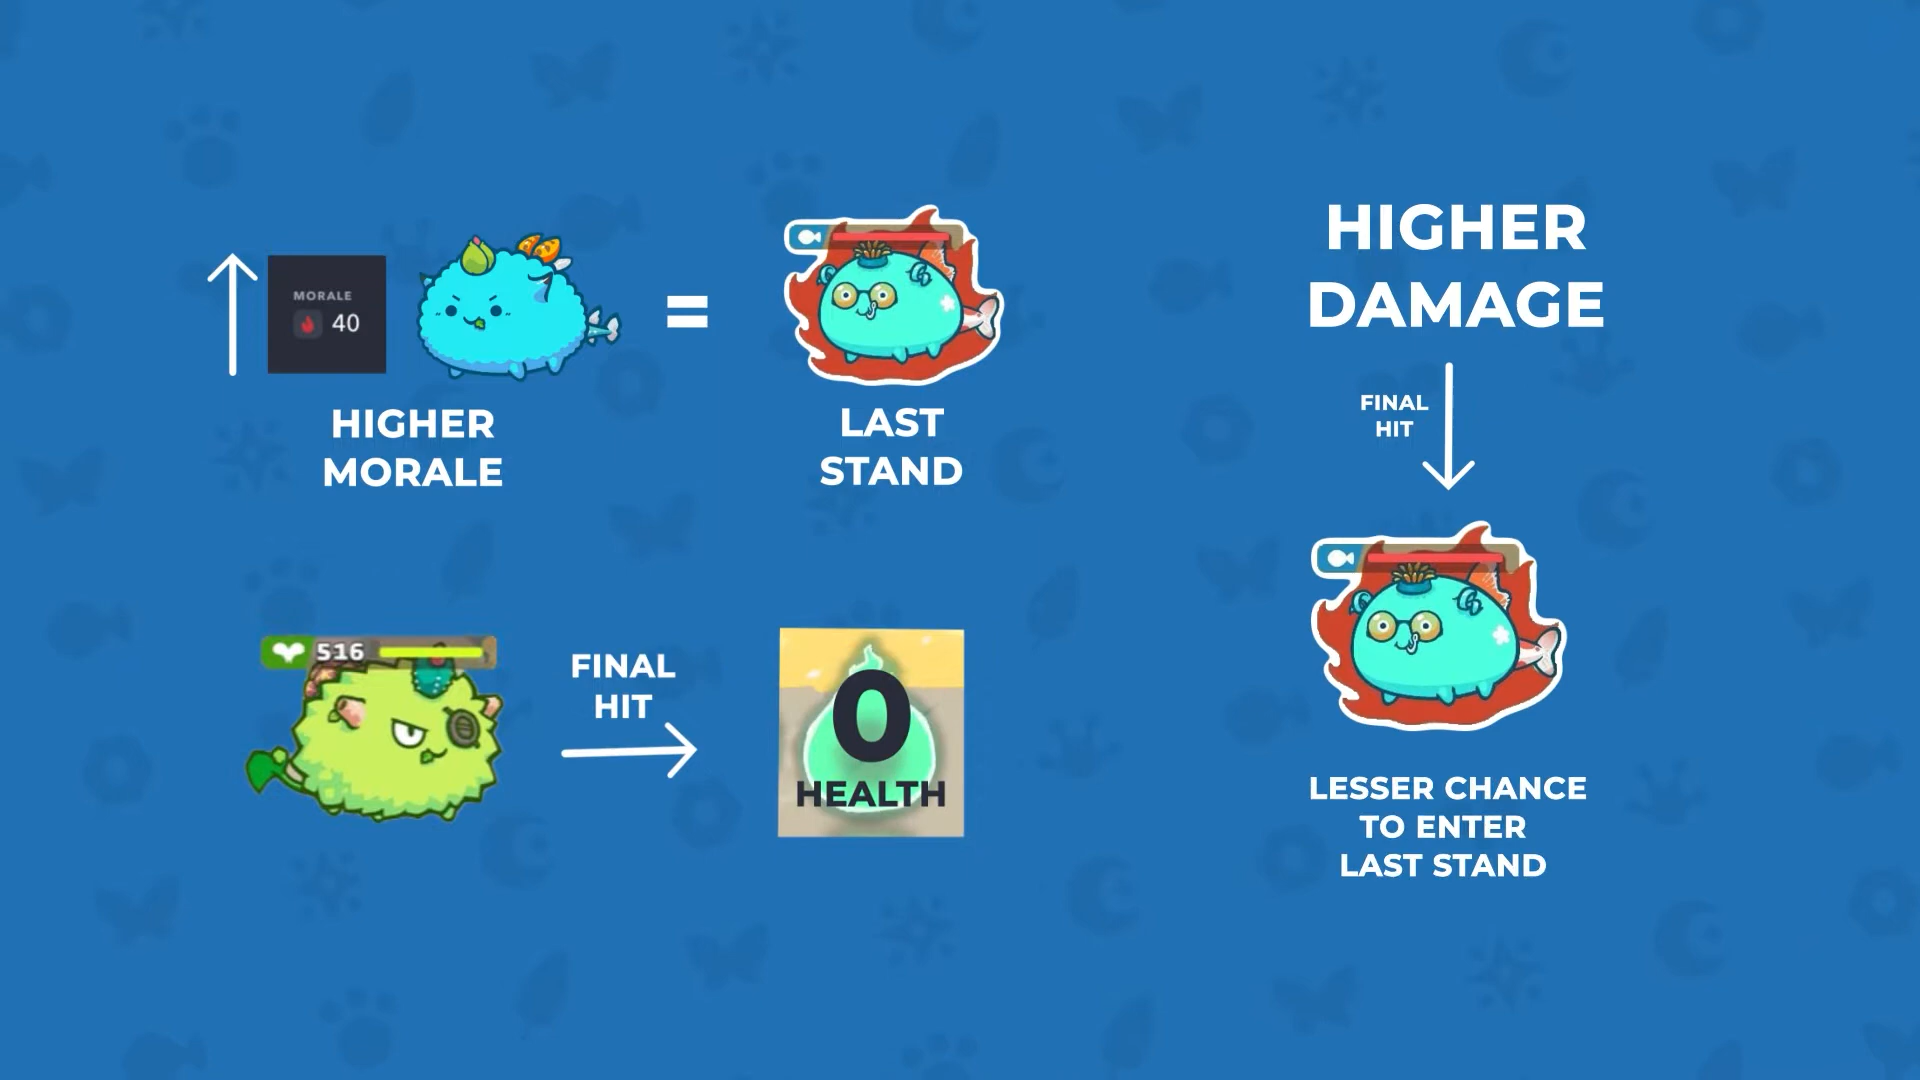 MORALE
40
HIGHER
MORALE
=
LAST
STAND
516
FINAL
HIT
0
HEALTH
HIGHER
DAMAGE
FINAL
HIT
LESSER CHANCE
TO ENTER
LAST STAND